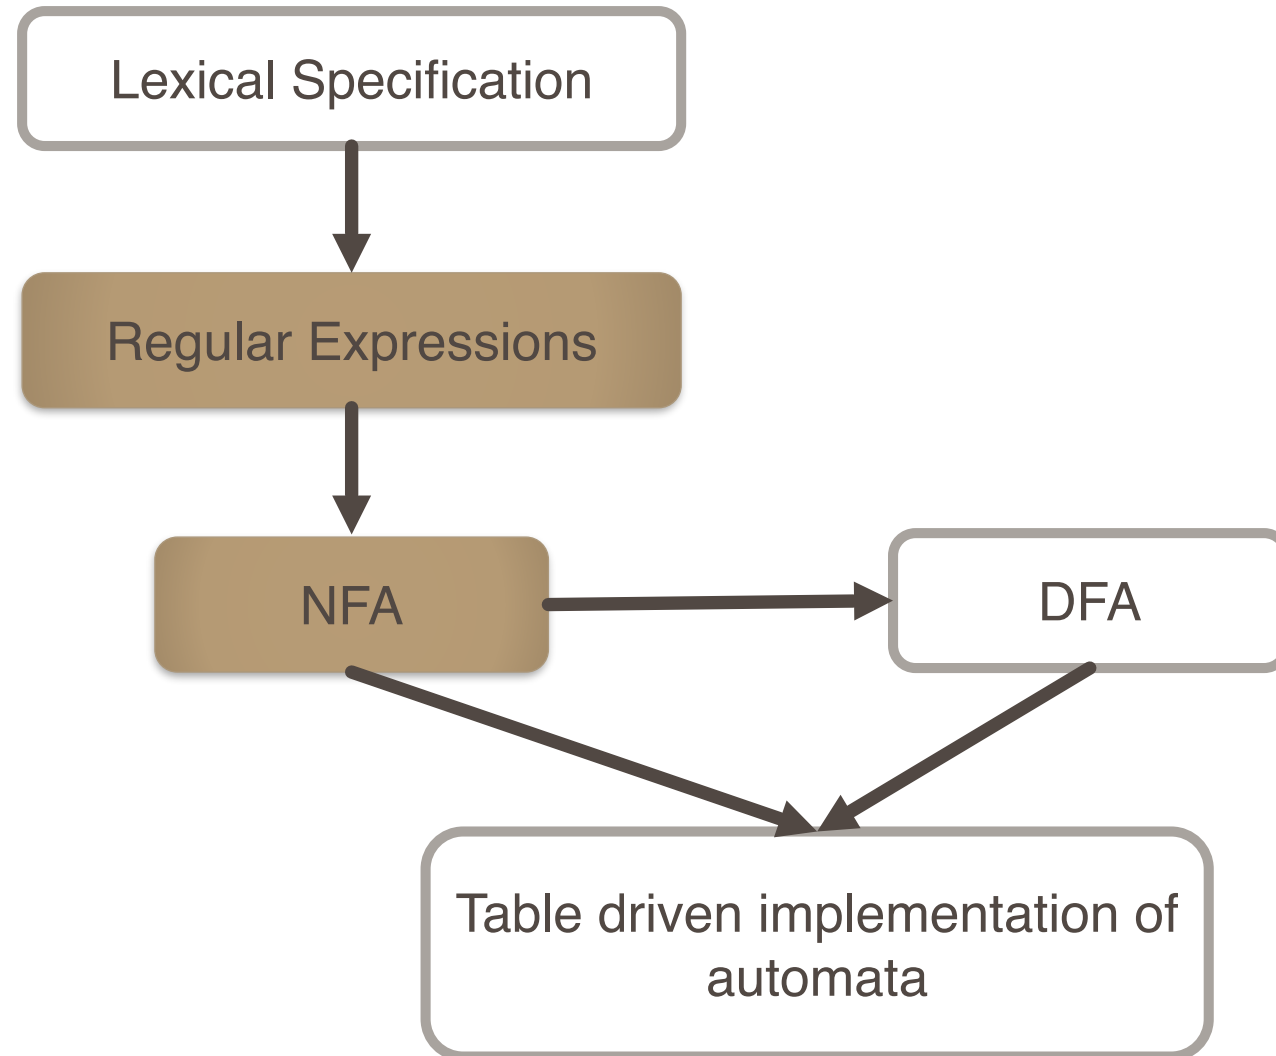 Lexical Specification
Regular Expressions
NFA
DFA
Table driven implementation of
automata